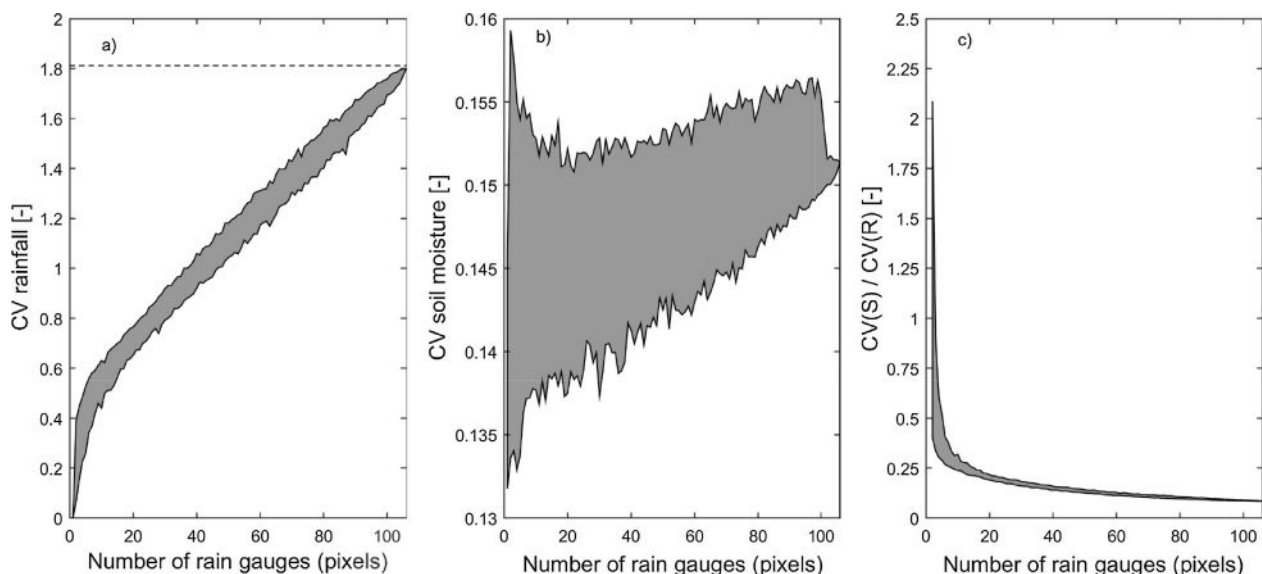 a)
2
1.8
1.6
1.4
1.2
1
0.8
0.6
0.4
0.2
0
CV rainfall [-]
0 20 40 60 80 100
Number of rain gauges (pixels)
b)
0.16
0.155
0.15
0.145
0.14
0.135
0.13
CV soil moisture [-]
0 20 40 60 80 100
Number of rain gauges (pixels)
c)
2.5
2.25
2
1.75
1.5
1.25
1
0.75
0.5
0.25
0
CV(S) / CV(R) [-]
0 20 40 60 80 100
Number of rain gauges (pixels)